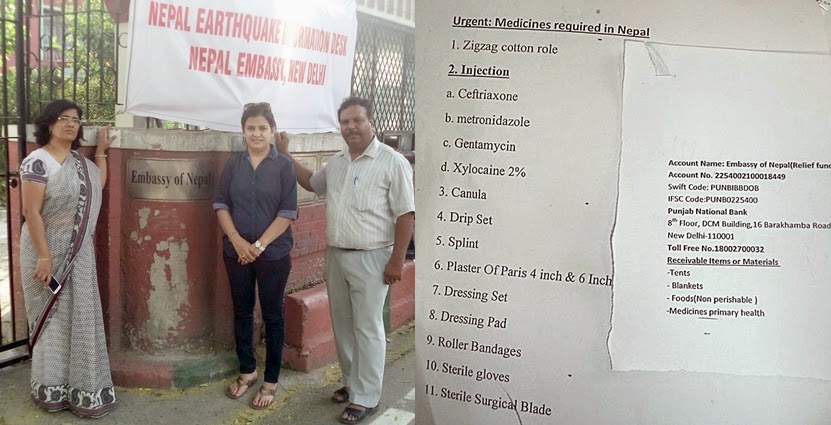 NEPAL EARTHQUAKE INFORMATION DESK
NEPAL EMBASSY, NEW DELHI
Embassy of Nepal
Urgent: Medicines required in Nepal
1. Zigzag cotton role
2. Injection
a. Ceftriaxone
b. metronidazole
c. Gentamycin
d. Xylocaine 2%
3. Canula
4. Drip Set
5. Splint
6. Plaster Of Paris 4 inch & 6 Inch
7. Dressing Set
8. Dressing Pad
9. Roller Bandages
10. Sterile gloves
11. Sterile Surgical Blade
Account Name: Embassy of Nepal(Relief func
Account No. 2254002100018449
Swift Code: PUNBIBBDOB
IFSC Code:PUNB0225400
Punjab National Bank
8th Floor, DCM Building,16 Barakhamba Road
New Delhi-110001
Toll Free No.18002700032
Receivable Items or Materials
-Tents
- Blankets
- Foods(Non perishable )
-Medicines primary health